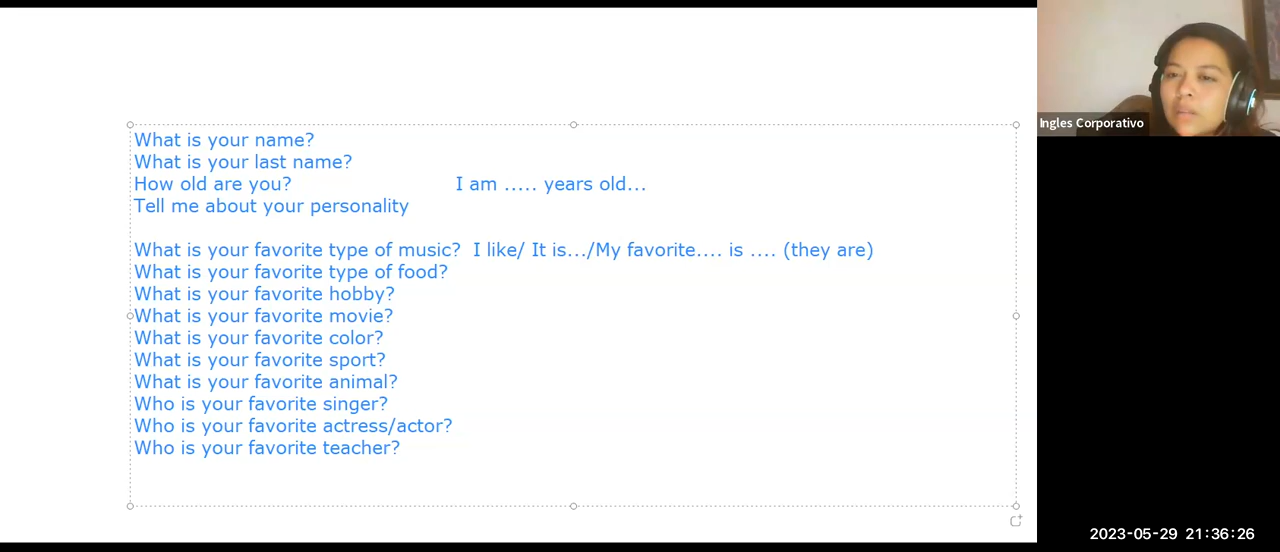 What is your name?
What is your last name?
How old are you? I am ..... years old...
Tell me about your personality
What is your favorite type of music? I like/ It is.../My favorite.... is .... (they are)
What is your favorite type of food?
What is your favorite hobby?
What is your favorite movie?
What is your favorite color?
What is your favorite sport?
What is your favorite animal?
Who is your favorite singer?
Who is your favorite actress/actor?
Who is your favorite teacher?
Ingles Corporativo
2023-05-29 21:36:26